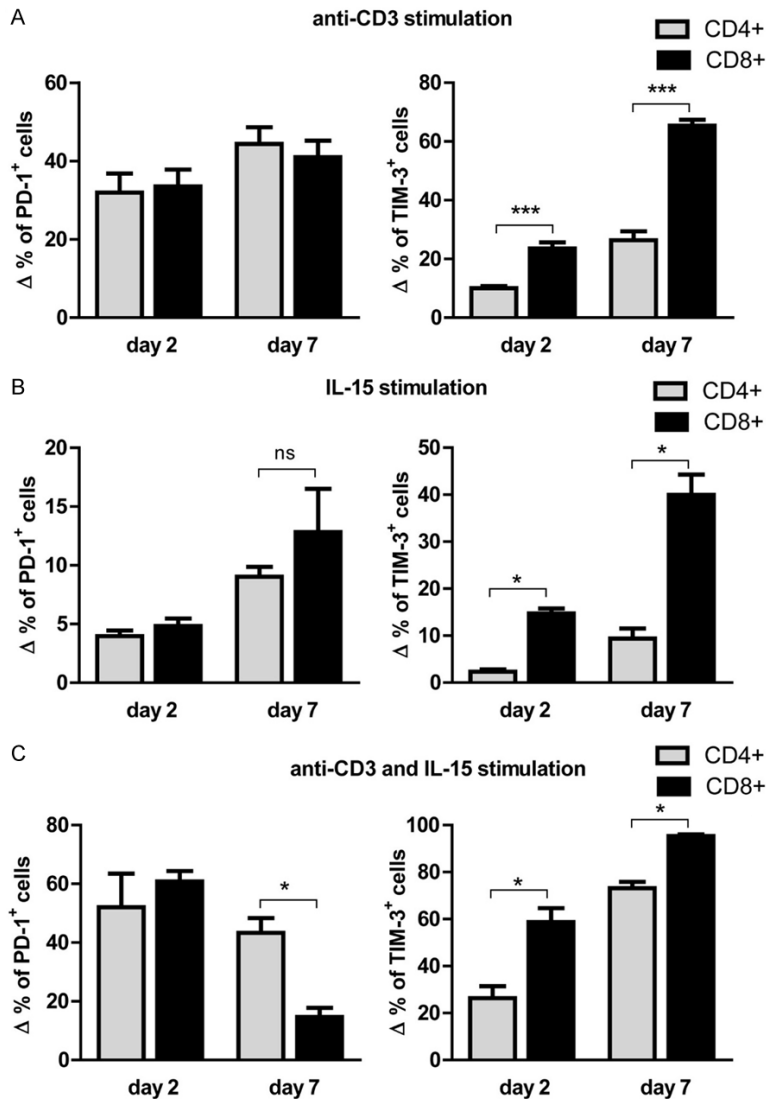 A
anti-CD3 stimulation
CD4+
CD8+
Δ % of PD-1⁺ cells
60
40
20
0
day 2
day 7
Δ % of TIM-3⁺ cells
80
60
40
20
0
***
***
day 2
day 7
B
IL-15 stimulation
CD4+
CD8+
Δ % of PD-1⁺ cells
20
15
10
5
0
ns
day 2
day 7
Δ % of TIM-3⁺ cells
50
40
30
20
10
0
*
*
day 2
day 7
C
anti-CD3 and IL-15 stimulation
CD4+
CD8+
Δ % of PD-1⁺ cells
80
60
40
20
0
*
day 2
day 7
Δ % of TIM-3⁺ cells
100
80
60
40
20
0
*
*
day 2
day 7